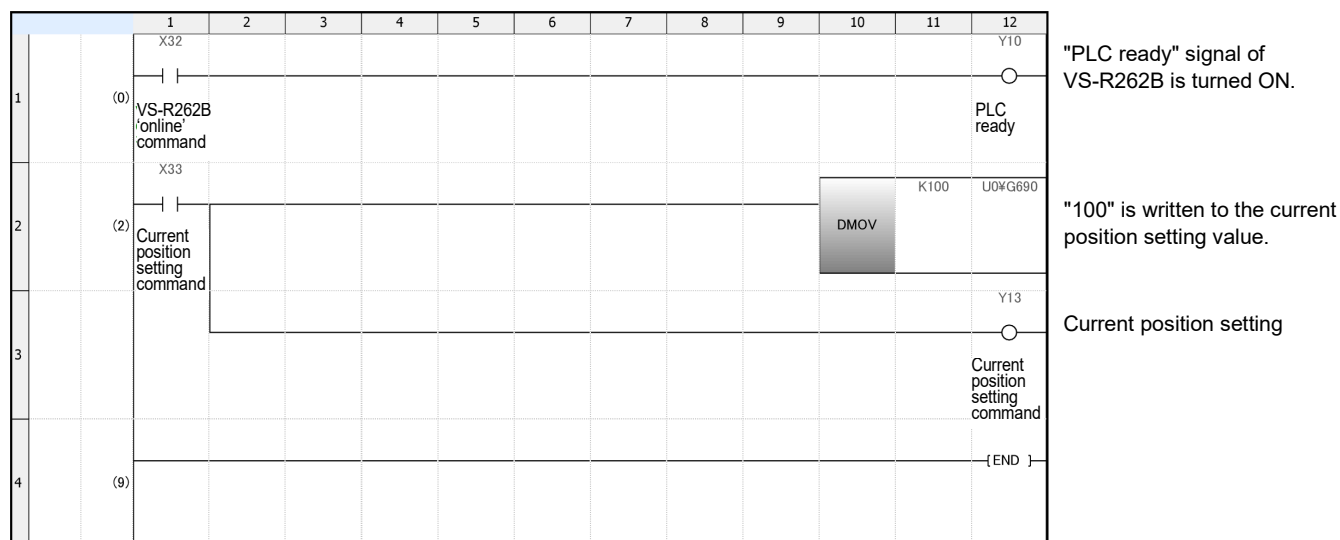 1 2 3 4 5 6 7 8 9 10 11 12
X32 Y10
1 (0)
VS-R262B
‘online’
command
PLC
ready
"PLC ready" signal of
VS-R262B is turned ON.
X33
2 (2)
Current
position
setting
command
DMOV K100 U0¥G690
"100" is written to the current
position setting value.
Y13
3
Current
position
setting
command
Current position setting
4 (9)
END